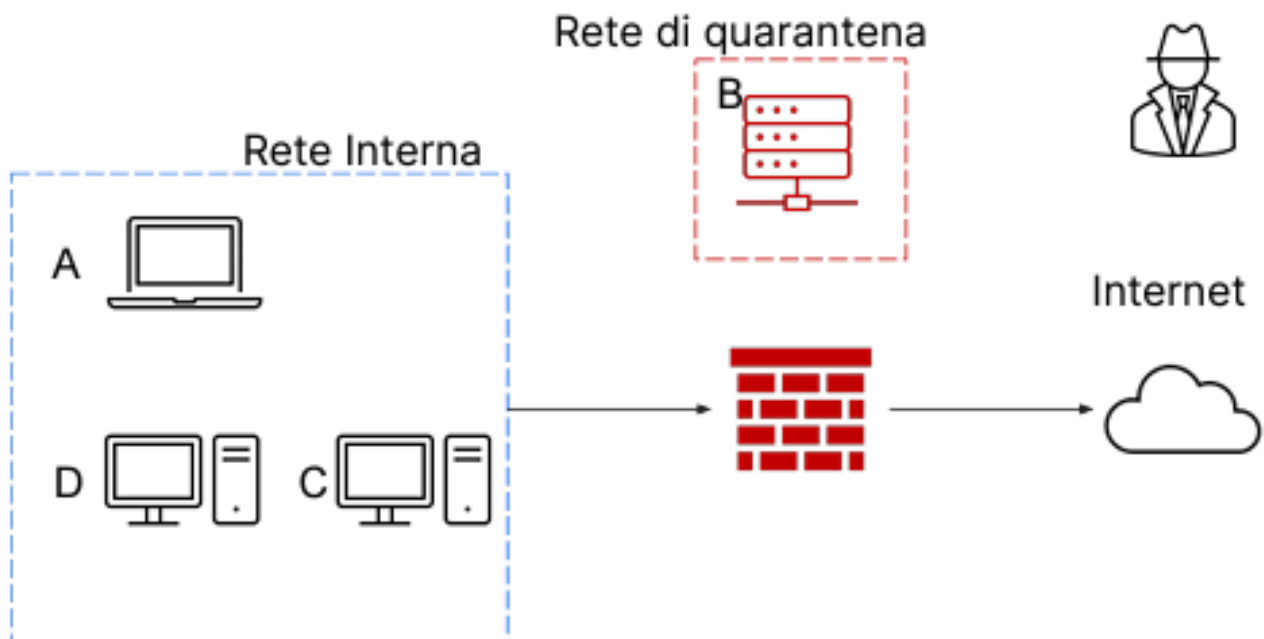 Rete di quarantena
B
Rete Interna
A
Internet
D
C